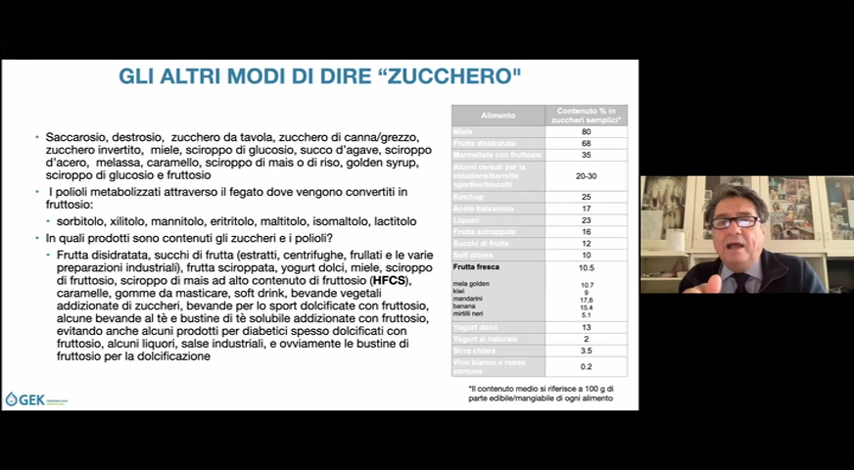 GLI ALTRI MODI DI DIRE “ZUCCHERO"
• Saccarosio, destrosio, zucchero da tavola, zucchero di canna/grezzo,
zucchero invertito, miele, sciroppo di glucosio, succo d'agave, sciroppo
d'acero, melassa, caramello, sciroppo di mais o di riso, golden syrup,
sciroppo di glucosio e fruttosio
• I polioli metabolizzati attraverso il fegato dove vengono convertiti in
fruttosio:
• sorbitolo, xilitolo, mannitolo, eritritolo, maltitolo, isomaltolo, lactitolo
• In quali prodotti sono contenuti gli zuccheri e i polioli?
• Frutta disidratata, succhi di frutta (estratti, centrifughe, frullati e le varie
preparazioni industriali), frutta sciroppata, yogurt dolci, miele, sciroppo
di fruttosio, sciroppo di mais ad alto contenuto di fruttosio (HFCS),
caramelle, gomme da masticare, soft drink, bevande vegetali
addizionate di zuccheri, bevande per lo sport dolcificate con fruttosio,
alcune bevande al tè e bustine di tè solubile addizionate con fruttosio,
evitando anche alcuni prodotti per diabetici spesso dolcificati con
fruttosio, alcuni liquori, salse industriali, e ovviamente le bustine di
fruttosio per la dolcificazione
Alimento Contenuto % in
zuccheri semplici*
Miele 80
Frutta disidratata 68
Marmellata con fruttosio 35
Alcuni cereali per la
colazione/barrette
sportive/biscotti 20-30
Ketchup 25
Aceto balsamico 17
Liquori 23
Frutta sciroppata 16
Succhi di frutta 12
Soft drinks 10
Frutta fresca 10.5
mela golden 10.7
kiwi 9
mandarini 17,6
banana 15,4
mirtilli neri 5.1
Yogurt dolci 13
Yogurt al naturale 2
Birra chiara 3.5
Vino bianco e rosso
comune 0.2
*Il contenuto medio si riferisce a 100 g di
parte edibile/mangiabile di ogni alimento
GEK